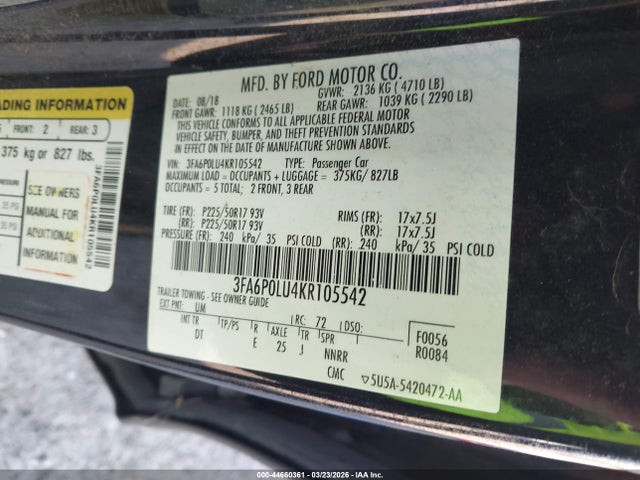 ADING INFORMATION
FRONT: 2 REAR: 3
375 kg or 827 lbs.
35 PSI
35 PSI
SEE OWNERS
MANUAL FOR
ADDITIONAL
INFORMATION
3FA6P0LU4KR105542
MFD. BY FORD MOTOR CO.
DATE: 08/18 GVWR: 2136 KG ( 4710 LB)
FRONT GAWR: 1118 KG ( 2465 LB) REAR GAWR: 1039 KG ( 2290 LB)
THIS VEHICLE CONFORMS TO ALL APPLICABLE FEDERAL MOTOR
VEHICLE SAFETY, BUMPER, AND THEFT PREVENTION STANDARDS IN
EFFECT ON THE DATE OF MANUFACTURE SHOWN ABOVE.
VIN: 3FA6P0LU4KR105542 TYPE: Passenger Car
MAXIMUM LOAD = OCCUPANTS + LUGGAGE = 375KG/ 827LB
OCCUPANTS = 5 TOTAL; 2 FRONT, 3 REAR
TIRE (FR): P225/50R17 93V RIMS (FR): 17x7.5J
(RR): P225/50R17 93V (RR): 17x7.5J
PRESSURE (FR): 240 kPa/ 35 PSI COLD (RR): 240 kPa/ 35 PSI COLD
3FA6P0LU4KR105542
TRAILER TOWING - SEE OWNER GUIDE
EXT PNT: UM RC: 72 DSO: F0056
INT TR TP/PS R AXLE TR SPR R0084
DT E 25 J NNRR
CMC 5U5A-5420472-AA
000-44660361 - 03/23/2026 - IAA